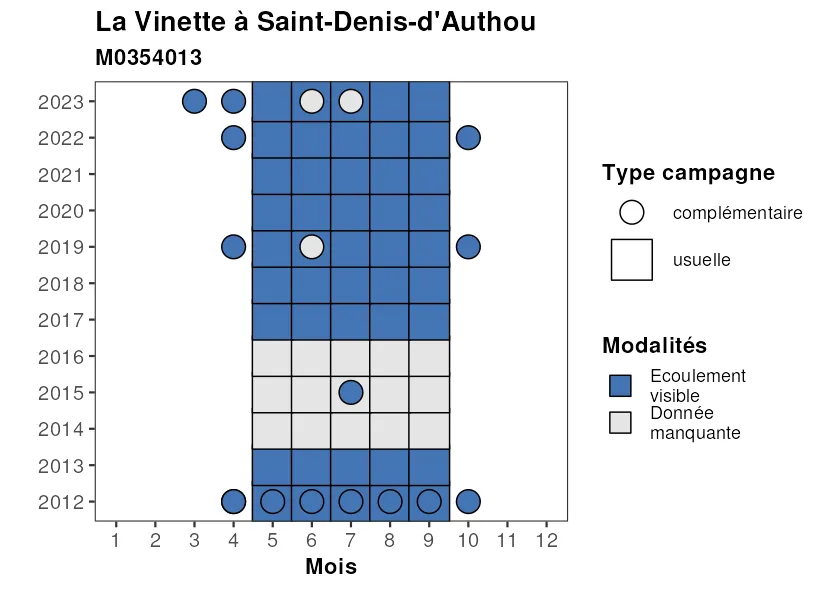 La Vinette à Saint-Denis-d'Authou
M0354013
2023
2022
2021
2020
2019
2018
2017
2016
2015
2014
2013
2012
1 2 3 4 5 6 7 8 9 10 11 12
Mois
Type campagne
complémentaire
usuelle
Modalités
Ecoulement
visible
Donnée
manquante